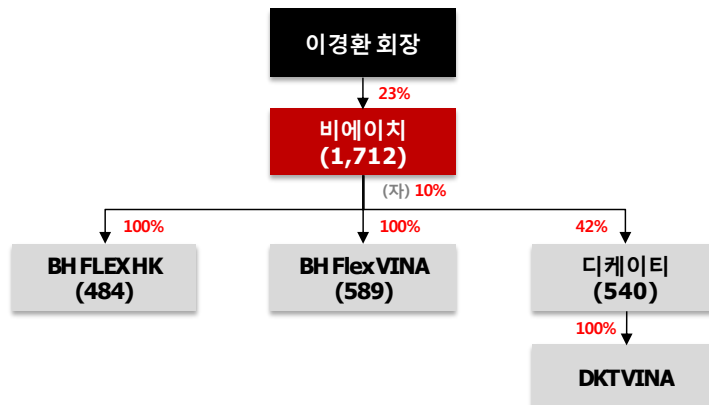 이경환 회장
23%
비에이치
(1,712)
(자) 10%
100%
100%
42%
BH FLEX HK
(484)
BH Flex VINA
(589)
디케이티
(540)
100%
DKT VINA